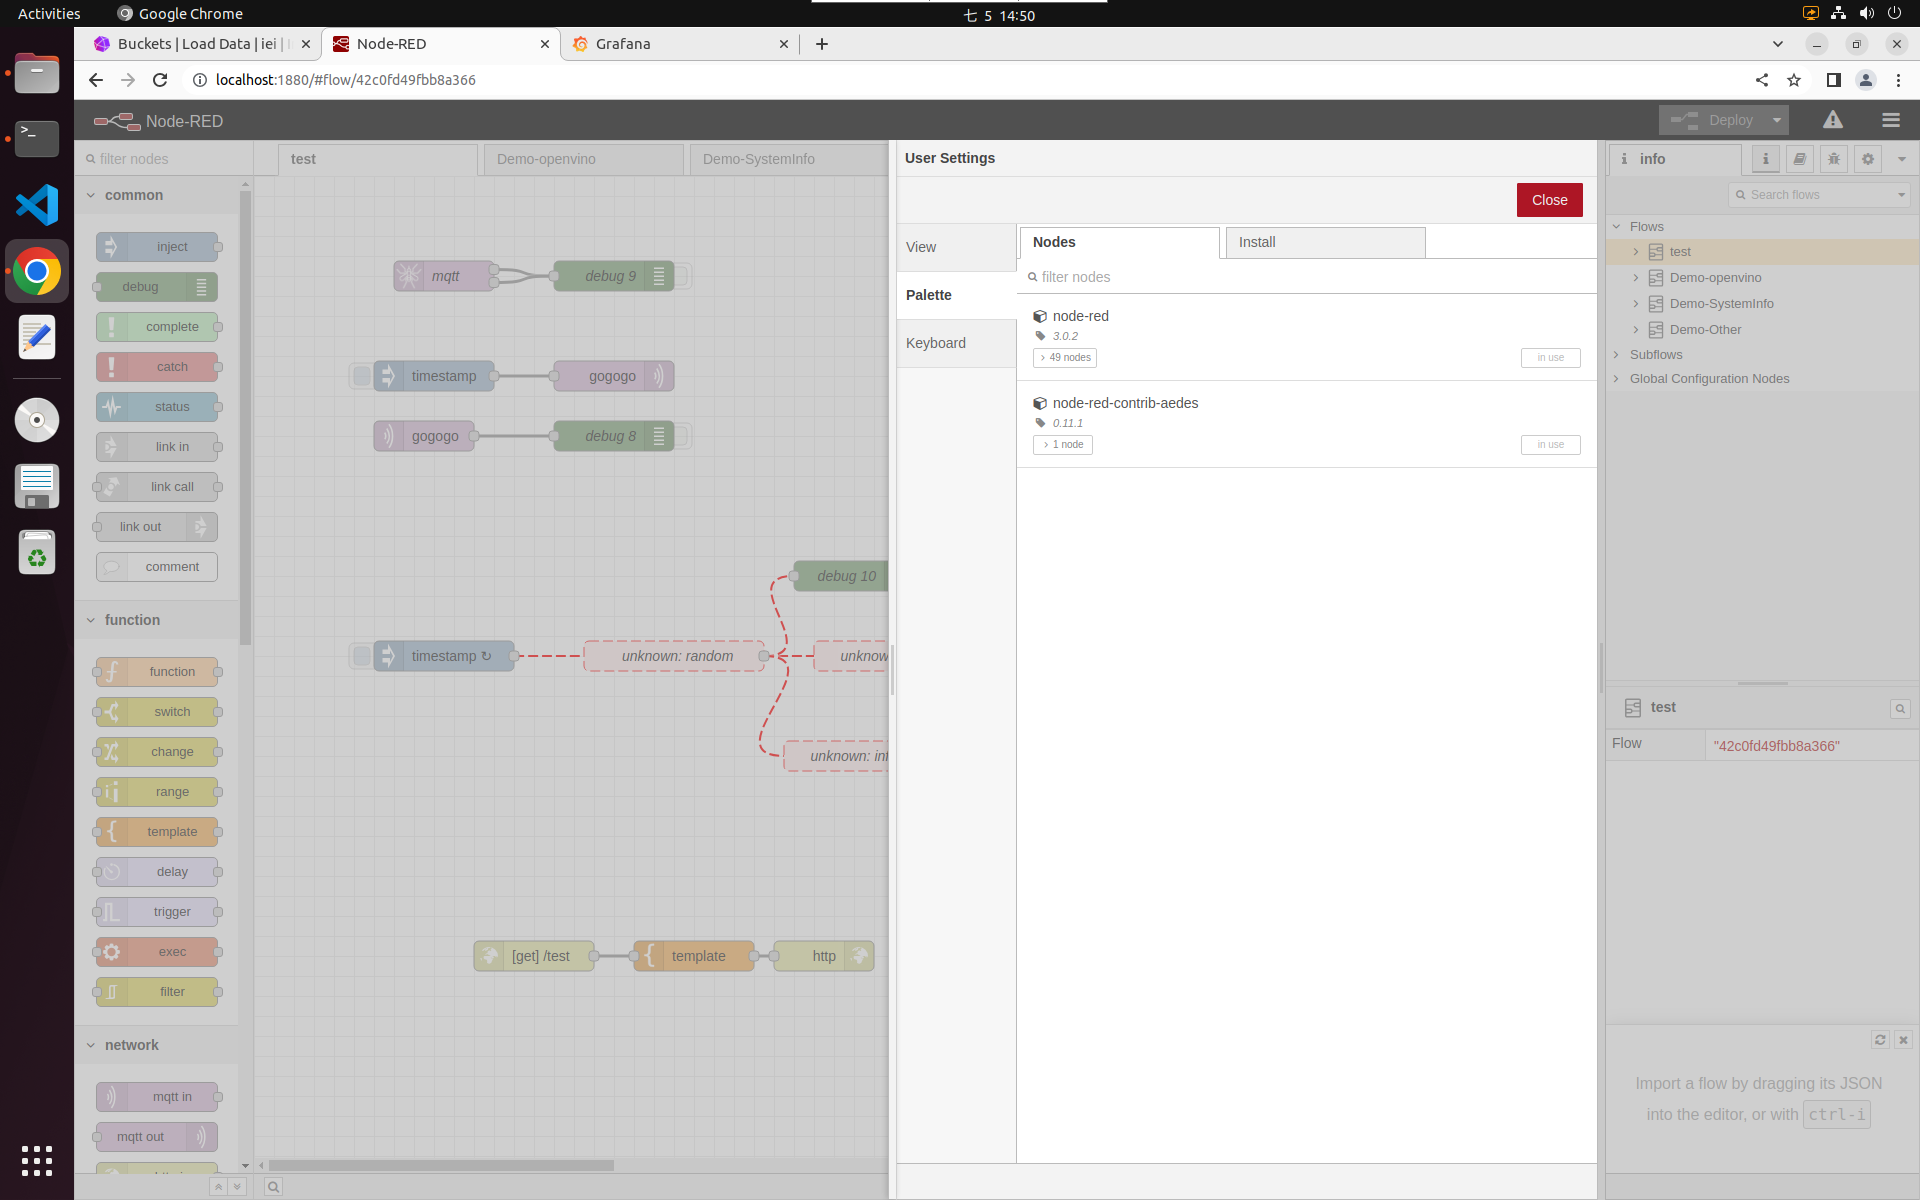 Activities
Google Chrome
七 5 14:50
Buckets | Load Data | iei |
Node-RED
Grafana
localhost:1880/#flow/42c0fd49fbb8a366
Node-RED
Deploy
filter nodes
common
inject
debug
complete
catch
status
link in
link call
link out
comment
function
function
switch
change
range
template
delay
trigger
exec
filter
network
mqtt in
mqtt out
test
Demo-openvino
Demo-SystemInfo
mqtt
debug 9
timestamp
gogogo
gogogo
debug 8
debug 10
timestamp ↻
unknown: random
unknow
unknown: inf
[get] /test
template
http
User Settings
Close
View
Palette
Keyboard
Nodes
Install
filter nodes
node-red
3.0.2
49 nodes
in use
node-red-contrib-aedes
0.11.1
1 node
in use
info
Search flows
Flows
test
Demo-openvino
Demo-SystemInfo
Demo-Other
Subflows
Global Configuration Nodes
test
Flow
"42c0fd49fbb8a366"
Import a flow by dragging its JSON
into the editor, or with ctrl-i